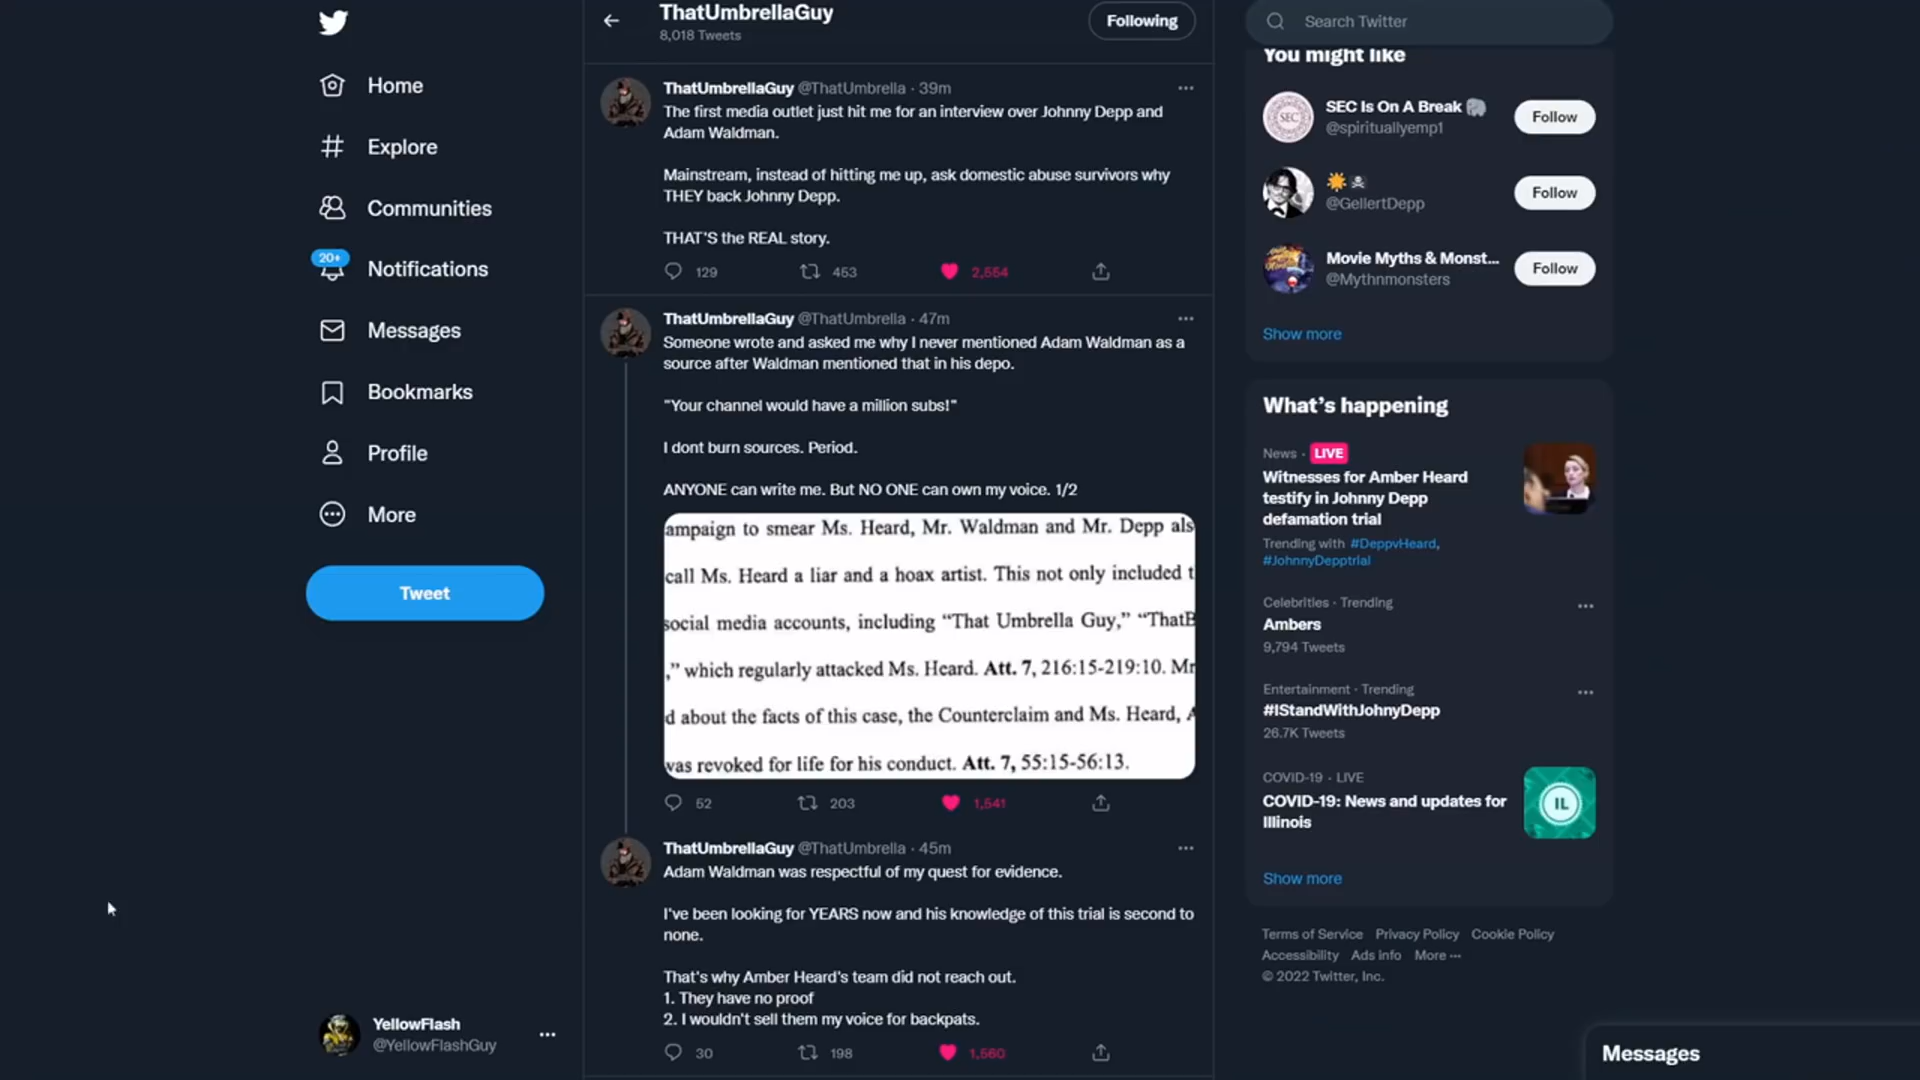 Home
Explore
Communities
20+
Notifications
Messages
Bookmarks
Profile
More
Tweet
YellowFlash
@YellowFlashGuy
ThatUmbrellaGuy
8,018 Tweets
Following
ThatUmbrellaGuy @ThatUmbrella · 39m
The first media outlet just hit me for an interview over Johnny Depp and
Adam Waldman.
Mainstream, instead of hitting me up, ask domestic abuse survivors why
THEY back Johnny Depp.
THAT'S the REAL story.
129 453 2,554
ThatUmbrellaGuy @ThatUmbrella · 47m
Someone wrote and asked me why I never mentioned Adam Waldman as a
source after Waldman mentioned that in his depo.
"Your channel would have a million subs!"
I dont burn sources. Period.
ANYONE can write me. But NO ONE can own my voice. 1/2
ampaign to smear Ms. Heard, Mr. Waldman and Mr. Depp als
call Ms. Heard a liar and a hoax artist. This not only included t
social media accounts, including “That Umbrella Guy,” “ThatB
,” which regularly attacked Ms. Heard. Att. 7, 216:15-219:10. Mr
d about the facts of this case, the Counterclaim and Ms. Heard, A
was revoked for life for his conduct. Att. 7, 55:15-56:13.
52 203 1,541
ThatUmbrellaGuy @ThatUmbrella · 45m
Adam Waldman was respectful of my quest for evidence.
I've been looking for YEARS now and his knowledge of this trial is second to
none.
That's why Amber Heard's team did not reach out.
1. They have no proof
2. I wouldn't sell them my voice for backpats.
30 198 1,560
Search Twitter
You might like
SEC Is On A Break
@spirituallyemp1
Follow
@GellertDepp
Follow
Movie Myths & Monst...
@Mythnmonsters
Follow
Show more
What's happening
News · LIVE
Witnesses for Amber Heard
testify in Johnny Depp
defamation trial
Trending with #DeppvHeard,
#JohnnyDepptrial
Celebrities · Trending
Ambers
9,794 Tweets
Entertainment · Trending
#IStandWithJohnyDepp
26.7K Tweets
COVID-19 · LIVE
COVID-19: News and updates for
Illinois
IL
Show more
Terms of Service Privacy Policy Cookie Policy
Accessibility Ads info More ···
© 2022 Twitter, Inc.
Messages
SEC